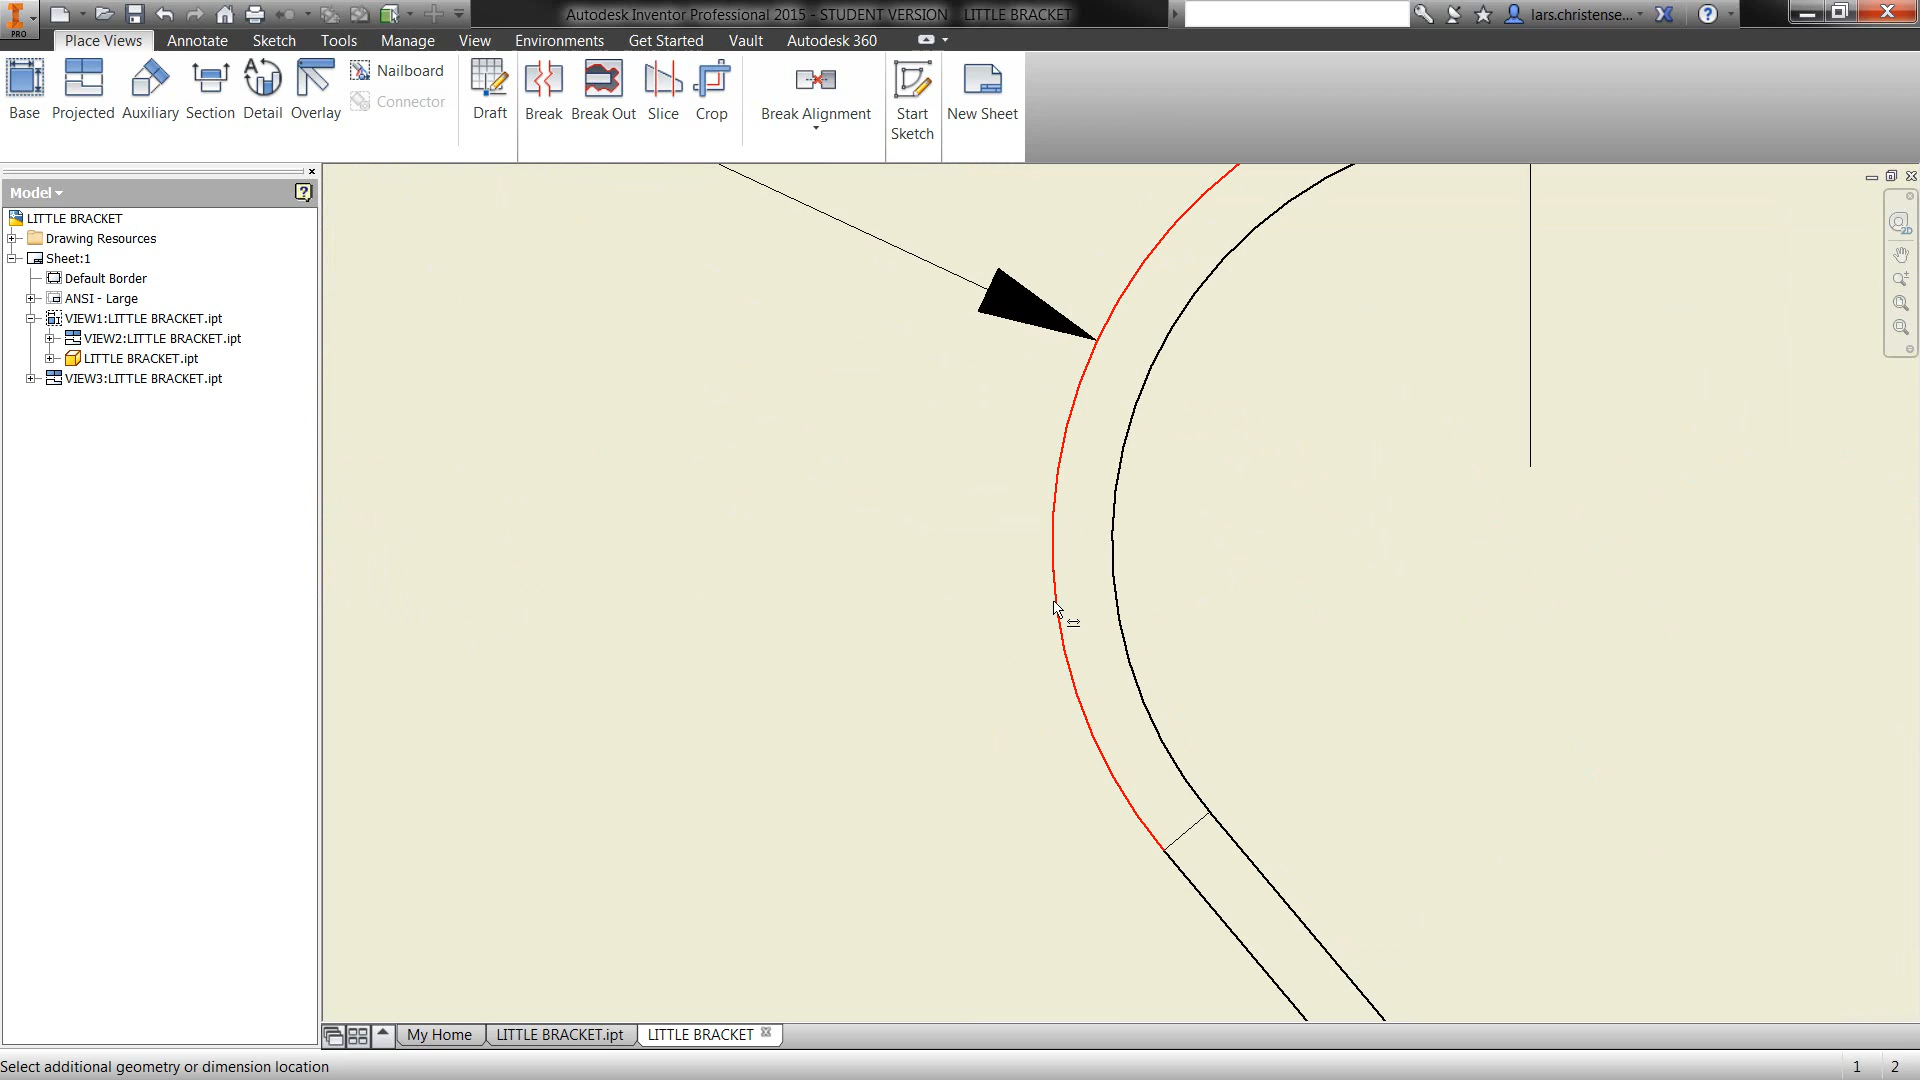 Autodesk Inventor Professional 2015 - STUDENT VERSION LITTLE BRACKET
lars.christense...
PRO
Place Views Annotate Sketch Tools Manage View Environments Get Started Vault Autodesk 360
Base Projected Auxiliary Section Detail Overlay
Nailboard
Connector
Draft Break Break Out Slice Crop Break Alignment Start Sketch New Sheet
Model
LITTLE BRACKET
Drawing Resources
Sheet:1
Default Border
ANSI - Large
VIEW1:LITTLE BRACKET.ipt
VIEW2:LITTLE BRACKET.ipt
LITTLE BRACKET.ipt
VIEW3:LITTLE BRACKET.ipt
2D
My Home LITTLE BRACKET.ipt LITTLE BRACKET
Select additional geometry or dimension location 1 2